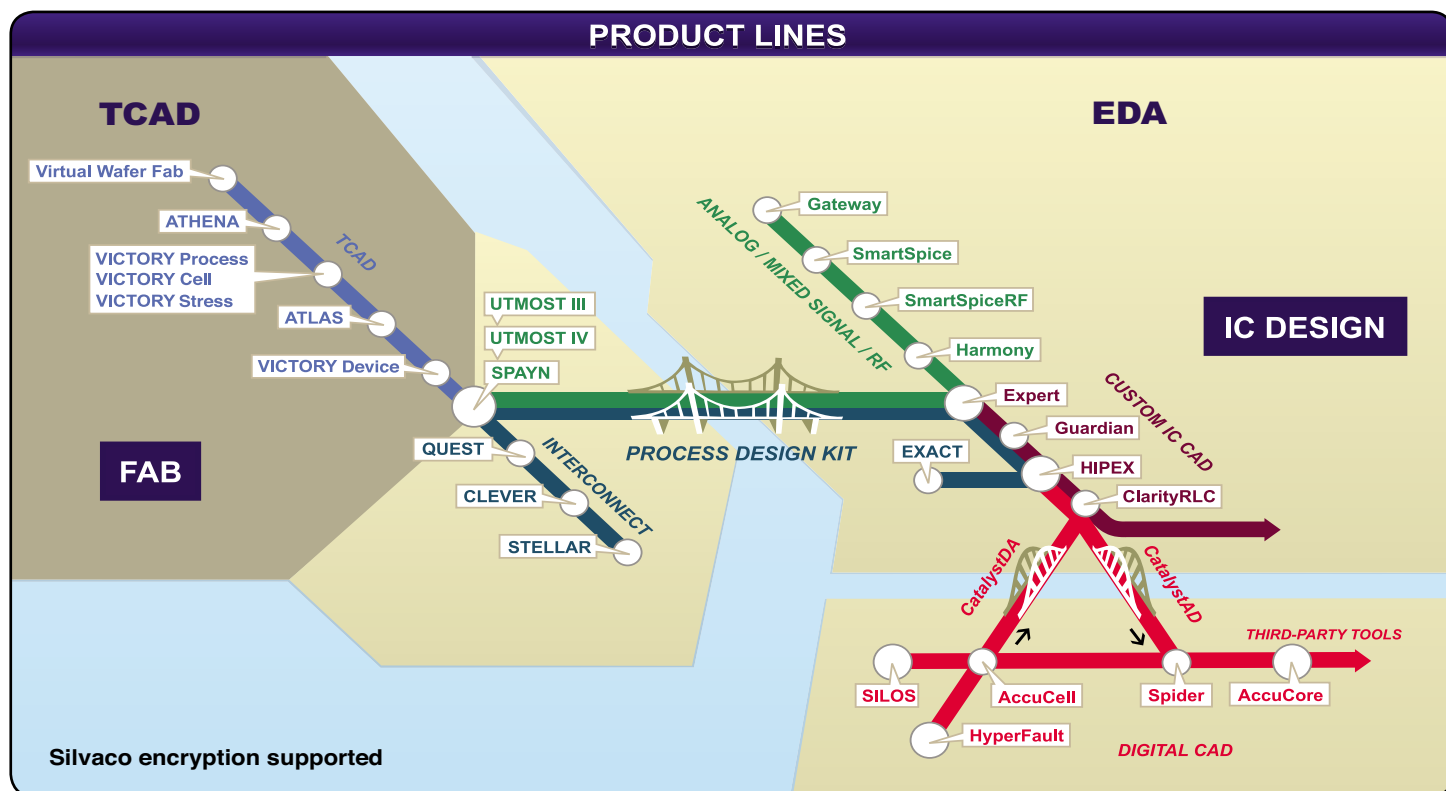 PRODUCT LINES
TCAD
EDA
Virtual Wafer Fab
ATHENA
TCAD
VICTORY Process
VICTORY Cell
VICTORY Stress
ATLAS
VICTORY Device
UTMOST III
UTMOST IV
SPAYN
FAB
QUEST
CLEVER
STELLAR
INTERCONNECT
PROCESS DESIGN KIT
ANALOG / MIXED SIGNAL / RF
Gateway
SmartSpice
SmartSpiceRF
Harmony
IC DESIGN
Expert
Guardian
HIPEX
ClarityRLC
EXACT
CUSTOM IC CAD
CatalystDA
CatalystAD
THIRD-PARTY TOOLS
SILOS
AccuCell
Spider
AccuCore
HyperFault
DIGITAL CAD
Silvaco encryption supported